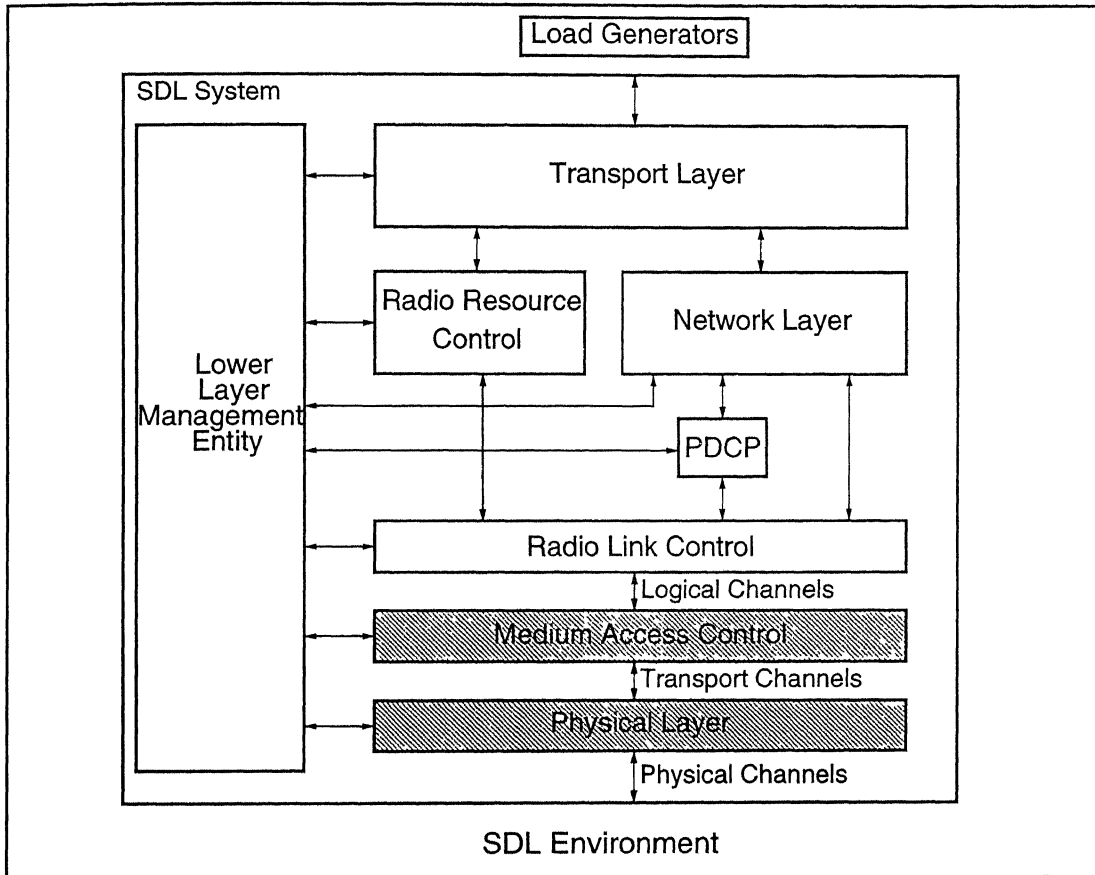 Load Generators
SDL System
Transport Layer
Radio Resource
Control
Network Layer
Lower
Layer
Management
Entity
PDCP
Radio Link Control
Logical Channels
Medium Access Control
Transport Channels
Physical Layer
Physical Channels
SDL Environment